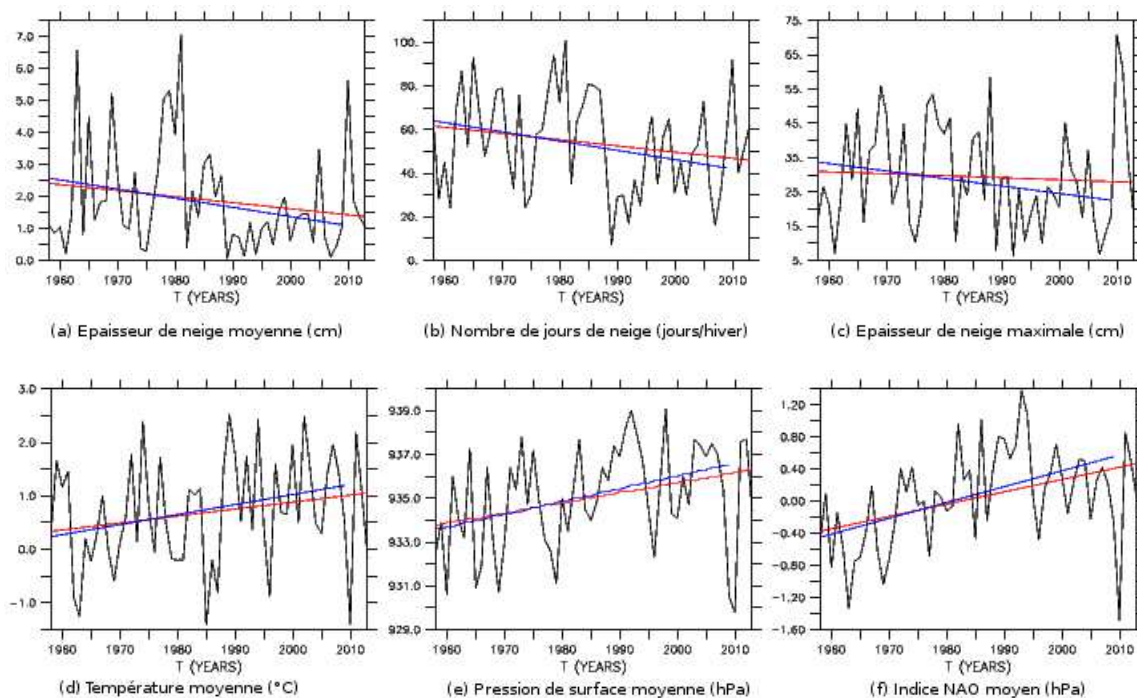 7.0
6.0
5.0
4.0
3.0
2.0
1.0
0.0
1960 1970 1980 1990 2000 2010
T (YEARS)
(a) Epaisseur de neige moyenne (cm)
100.
80.
60.
40.
20.
0.
1960 1970 1980 1990 2000 2010
T (YEARS)
(b) Nombre de jours de neige (jours/hiver)
75.
65.
55.
45.
35.
25.
15.
5.
1960 1970 1980 1990 2000 2010
T (YEARS)
(c) Epaisseur de neige maximale (cm)
3.0
2.0
1.0
0.0
-1.0
1960 1970 1980 1990 2000 2010
T (YEARS)
(d) Température moyenne (°C)
939.0
937.0
935.0
933.0
931.0
929.0
1960 1970 1980 1990 2000 2010
T (YEARS)
(e) Pression de surface moyenne (hPa)
1.20
0.80
0.40
0.00
-0.40
-0.80
-1.20
-1.60
1960 1970 1980 1990 2000 2010
T (YEARS)
(f) Indice NAO moyen (hPa)